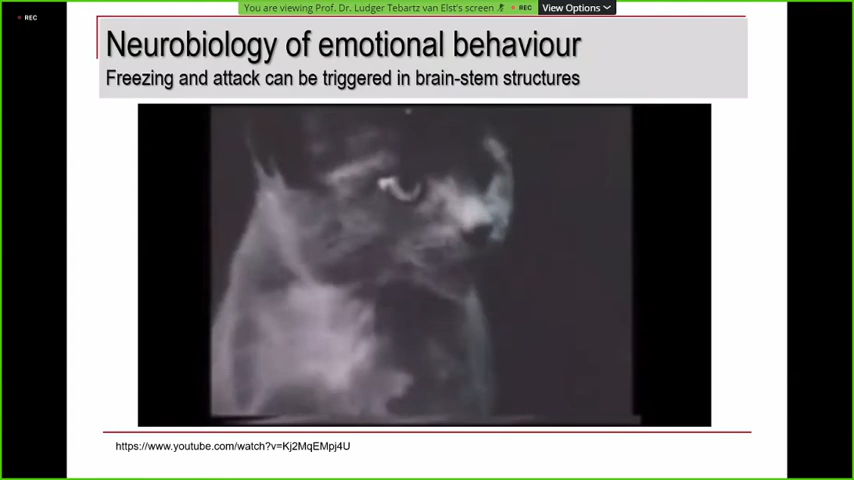 You are viewing Prof. Dr. Ludger Tebartz van Elst's screen REC View Options
REC
Neurobiology of emotional behaviour
Freezing and attack can be triggered in brain-stem structures
https://www.youtube.com/watch?v=Kj2MqEMpj4U